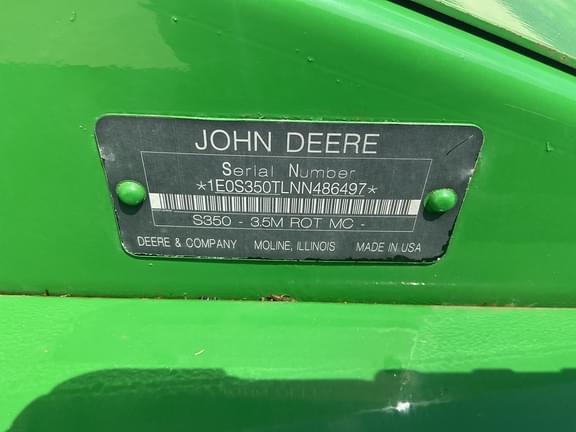 JOHN DEERE
Serial Number
*1E0S350TLNN486497*
S350 - 3.5M ROT MC -
DEERE & COMPANY MOLINE, ILLINOIS MADE IN USA